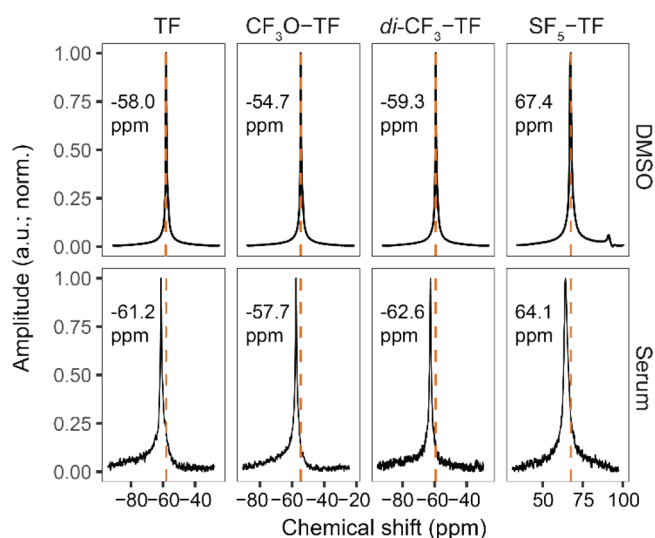 TF CF₃O−TF di-CF₃−TF SF₅−TF
Amplitude (a.u.; norm.)
1.00
0.75
0.50
0.25
0.00
-58.0
ppm
-54.7
ppm
-59.3
ppm
67.4
ppm
DMSO
1.00
0.75
0.50
0.25
0.00
-61.2
ppm
-57.7
ppm
-62.6
ppm
64.1
ppm
Serum
−80 −60 −40 −80 −60 −40 −20 −80 −60 −40 50 75 100
Chemical shift (ppm)